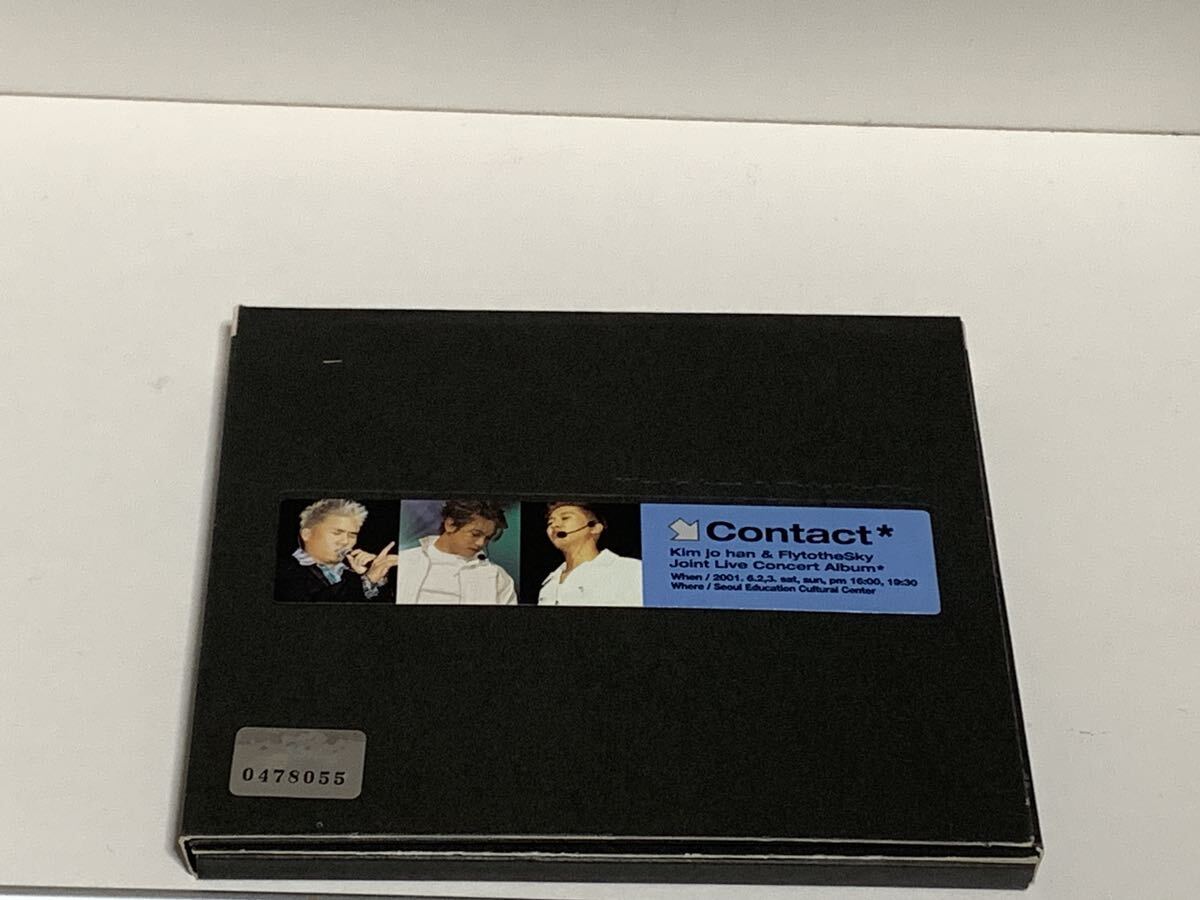 Contact*
Kim jo han & FlytotheSky
Joint Live Concert Album*
When / 2001. 6.2,3. sat, sun, pm 16:00, 19:30
Where / Seoul Education Cultural Center
0478055